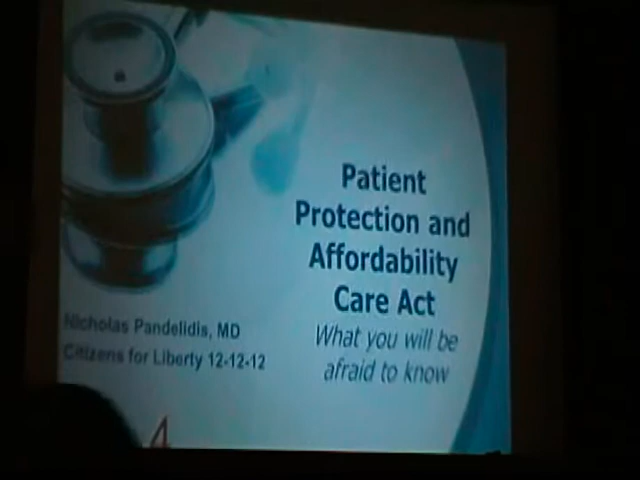 Patient
Protection and
Affordability
Care Act
What you will be
afraid to know
Nicholas Pandelidis, MD
Citizens for Liberty 12-12-12